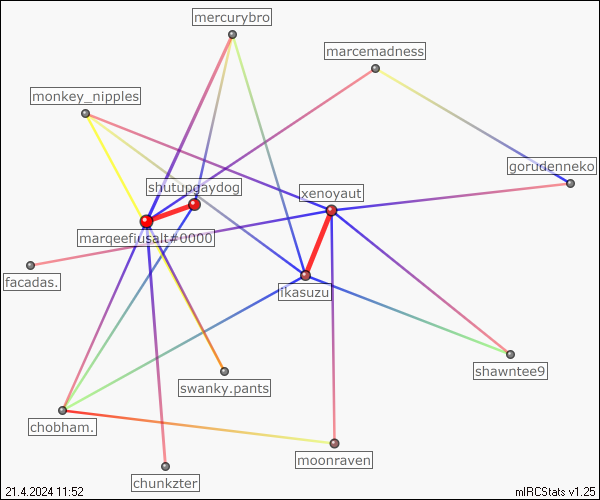 mercurybro
marcemadness
monkey_nipples
gorudenneko
shutupgaydog
xenoyaut
marqeefiusalt#0000
facadas.
ikasuzu
shawntee9
swanky.pants
chobham.
moonraven
chunkzter
21.4.2024 11:52
mIRCStats v1.25